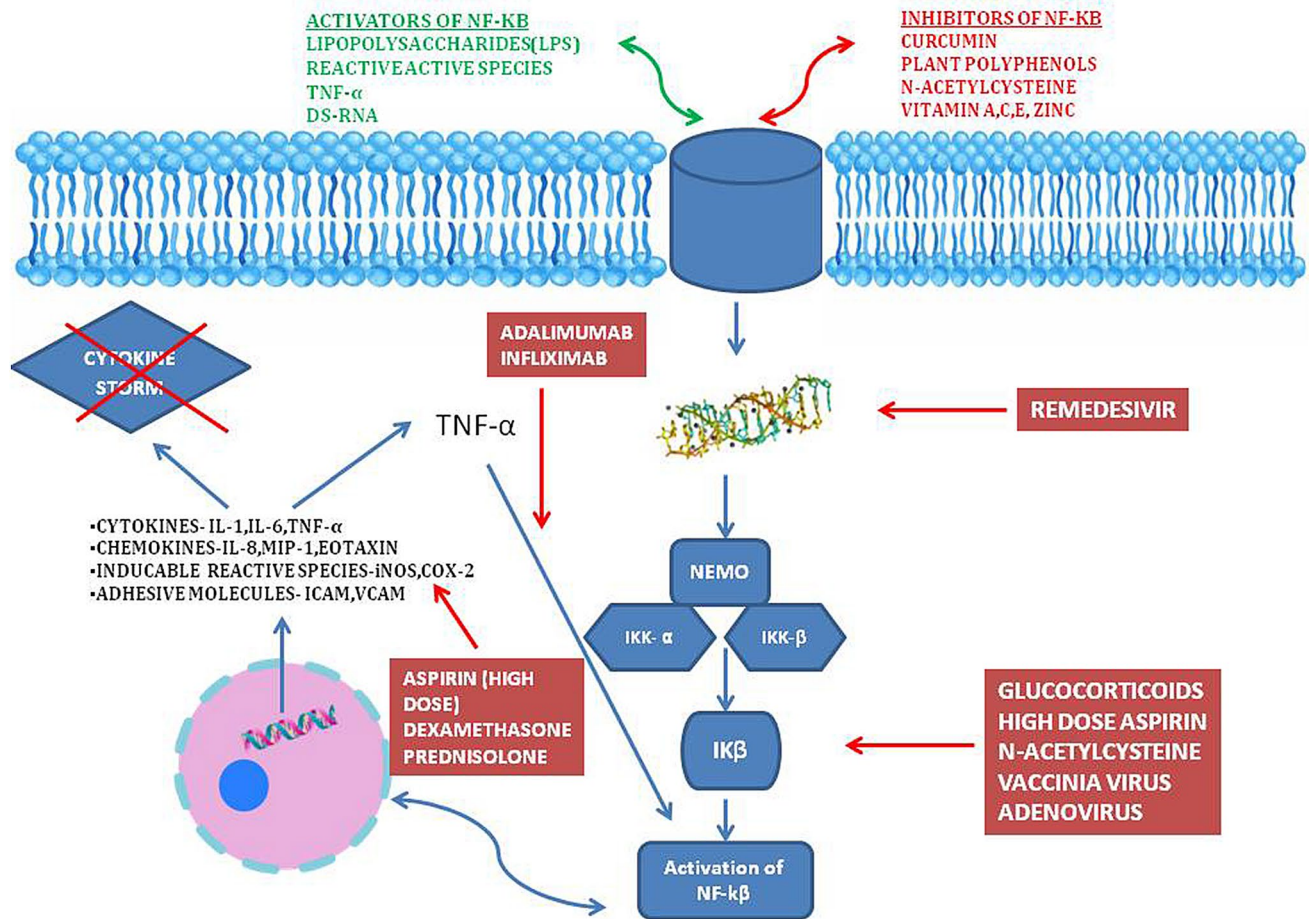 ACTIVATORS OF NF-KB
LIPOPOLYSACCHARIDES(LPS)
REACTIVE ACTIVE SPECIES
TNF-α
DS-RNA
INHIBITORS OF NF-KB
CURCUMIN
PLANT POLYPHENOLS
N-ACETYLCYSTEINE
VITAMIN A,C,E, ZINC
CYTOKINE
STORM
ADALIMUMAB
INFLIXIMAB
REMEDESIVIR
TNF-α
▪CYTOKINES- IL-1,IL-6,TNF-α
▪CHEMOKINES-IL-8,MIP-1,EOTAXIN
▪INDUCABLE REACTIVE SPECIES-iNOS,COX-2
▪ADHESIVE MOLECULES- ICAM,VCAM
NEMO
IKK- α
IKK-β
ASPIRIN (HIGH
DOSE)
DEXAMETHASONE
PREDNISOLONE
IKβ
GLUCOCORTICOIDS
HIGH DOSE ASPIRIN
N-ACETYLCYSTEINE
VACCINIA VIRUS
ADENOVIRUS
Activation of
NF-kβ